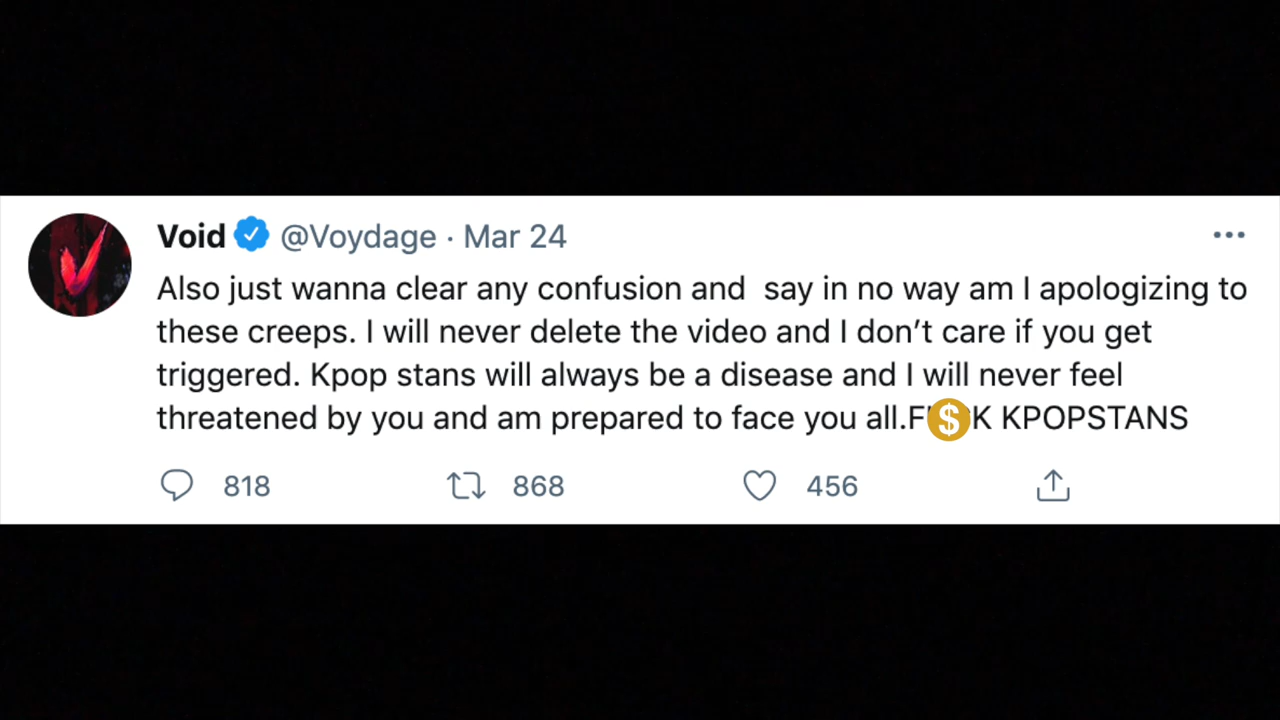 Void @Voydage · Mar 24
Also just wanna clear any confusion and  say in no way am I apologizing to
these creeps. I will never delete the video and I don’t care if you get
triggered. Kpop stans will always be a disease and I will never feel
threatened by you and am prepared to face you all.F$K KPOPSTANS
818 868 456